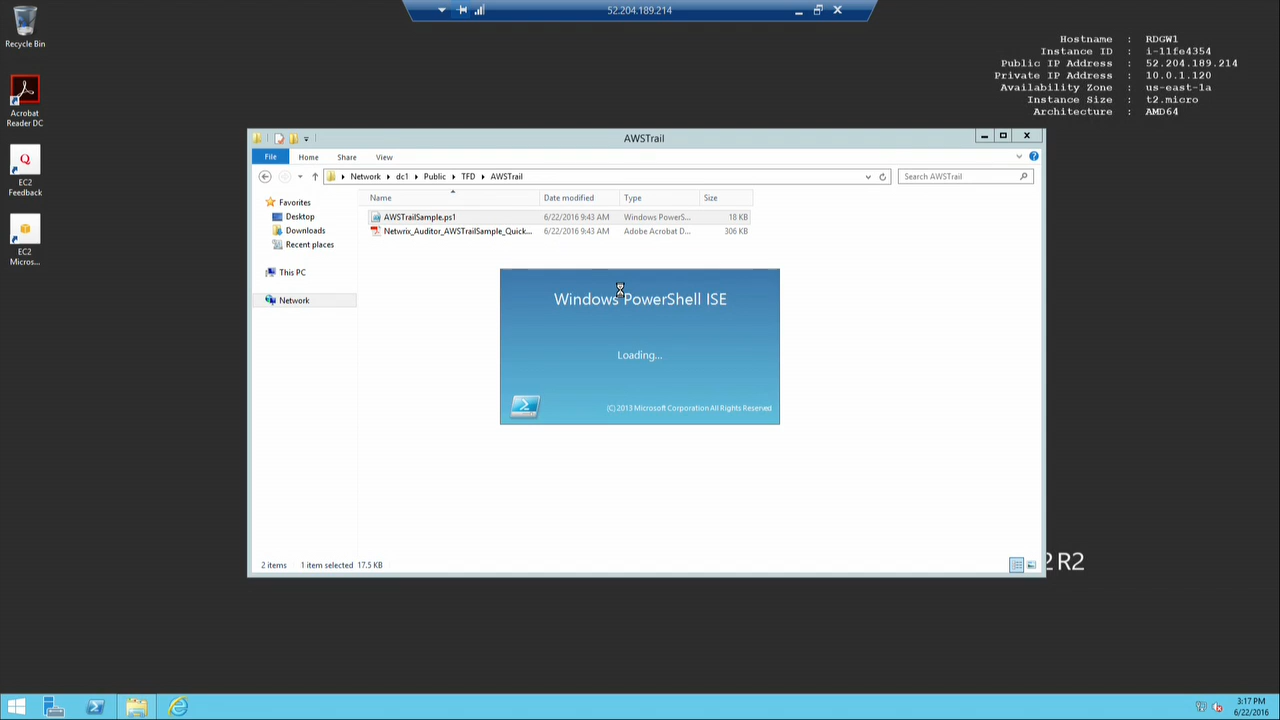 52.204.189.214
Recycle Bin
Acrobat
Reader DC
EC2
Feedback
EC2
Micros...
Hostname : RDGW1
Instance ID : i-11fe4354
Public IP Address : 52.204.189.214
Private IP Address : 10.0.1.120
Availability Zone : us-east-1a
Instance Size : t2.micro
Architecture : AMD64
AWSTrail
File Home Share View
Network dc1 Public TFD AWSTrail
Search AWSTrail
Name Date modified Type Size
Favorites
Desktop
Downloads
Recent places
This PC
Network
AWSTrailSample.ps1 6/22/2016 9:43 AM Windows PowerS... 18 KB
Netwrix_Auditor_AWSTrailSample_Quick... 6/22/2016 9:43 AM Adobe Acrobat D... 306 KB
Windows PowerShell ISE
Loading...
(C) 2013 Microsoft Corporation All Rights Reserved
2 items 1 item selected 17.5 KB
2 R2
3:17 PM
6/22/2016